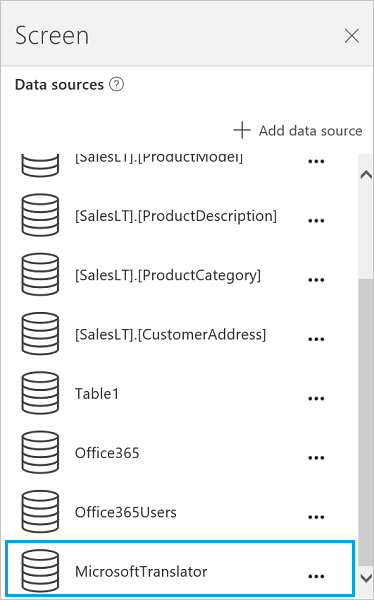 Screen
Data sources ?
Add data source
[SalesLT].[ProductModel]
[SalesLT].[ProductDescription]
[SalesLT].[ProductCategory]
[SalesLT].[CustomerAddress]
Table1
Office365
Office365Users
MicrosoftTranslator